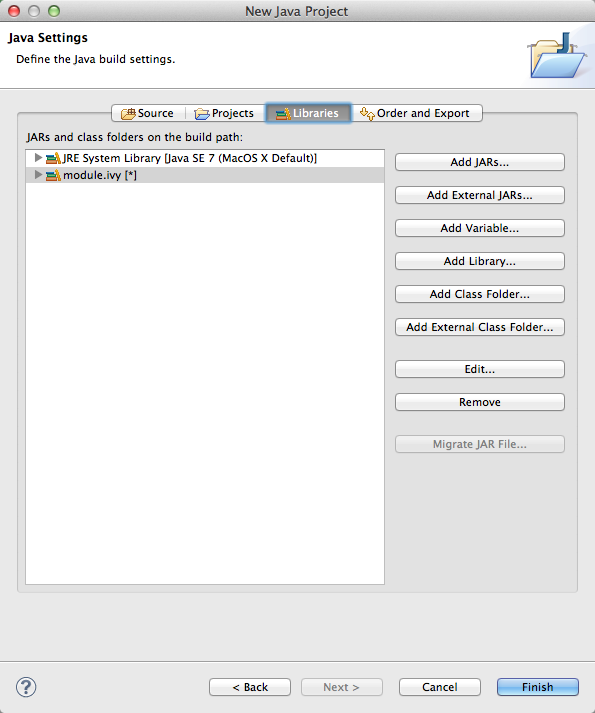 New Java Project
Java Settings
Define the Java build settings.
Source
Projects
Libraries
Order and Export
JARs and class folders on the build path:
JRE System Library [Java SE 7 (MacOS X Default)]
module.ivy [*]
Add JARs...
Add External JARs...
Add Variable...
Add Library...
Add Class Folder...
Add External Class Folder...
Edit...
Remove
Migrate JAR File...
?
< Back
Next >
Cancel
Finish